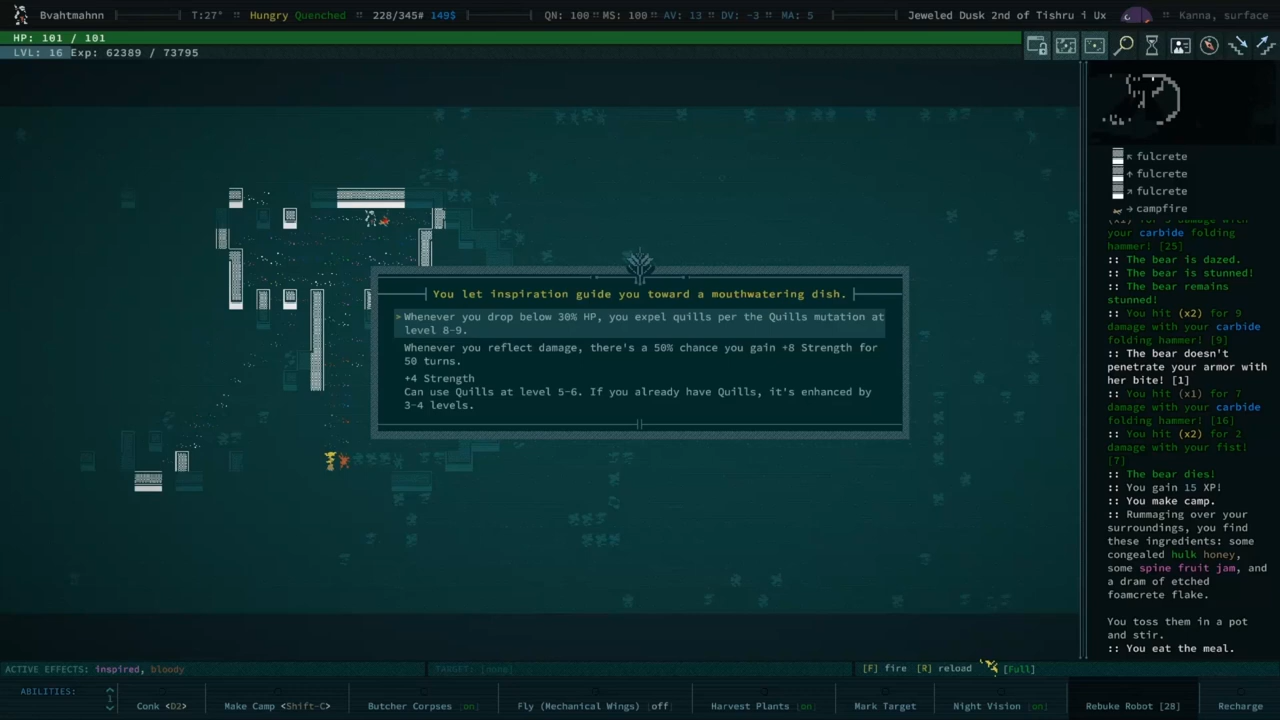 Bvahtmahnn T:27° Hungry Quenched 228/345# 149$ QN: 100 MS: 100 AV: 13 DV: -3 MA: 5 Jeweled Dusk 2nd of Tishru i Ux Kanna, surface
HP: 101 / 101
LVL: 16 Exp: 62389 / 73795
You let inspiration guide you toward a mouthwatering dish.
> Whenever you drop below 30% HP, you expel quills per the Quills mutation at
level 8-9.
Whenever you reflect damage, there's a 50% chance you gain +8 Strength for
50 turns.
+4 Strength
Can use Quills at level 5-6. If you already have Quills, it's enhanced by
3-4 levels.
fulcrete
fulcrete
fulcrete
campfire
(x1) for 9 damage with
your carbide folding
hammer! [25]
:: The bear is dazed.
:: The bear is stunned!
:: The bear remains
stunned!
:: You hit (x2) for 9
damage with your carbide
folding hammer! [9]
:: The bear doesn't
penetrate your armor with
her bite! [1]
:: You hit (x1) for 7
damage with your carbide
folding hammer! [16]
:: You hit (x2) for 2
damage with your fist!
[7]
:: The bear dies!
:: You gain 15 XP!
:: You make camp.
:: Rummaging over your
surroundings, you find
these ingredients: some
congealed hulk honey,
some spine fruit jam, and
a dram of etched
foamcrete flake.
You toss them in a pot
and stir.
:: You eat the meal.
ACTIVE EFFECTS: inspired, bloody TARGET: [none] [F] fire [R] reload [Full]
ABILITIES: 1 Conk <D2> Make Camp <Shift-C> Butcher Corpses [on] Fly (Mechanical Wings) [off] Harvest Plants [on] Mark Target Night Vision [on] Rebuke Robot [28] Recharge